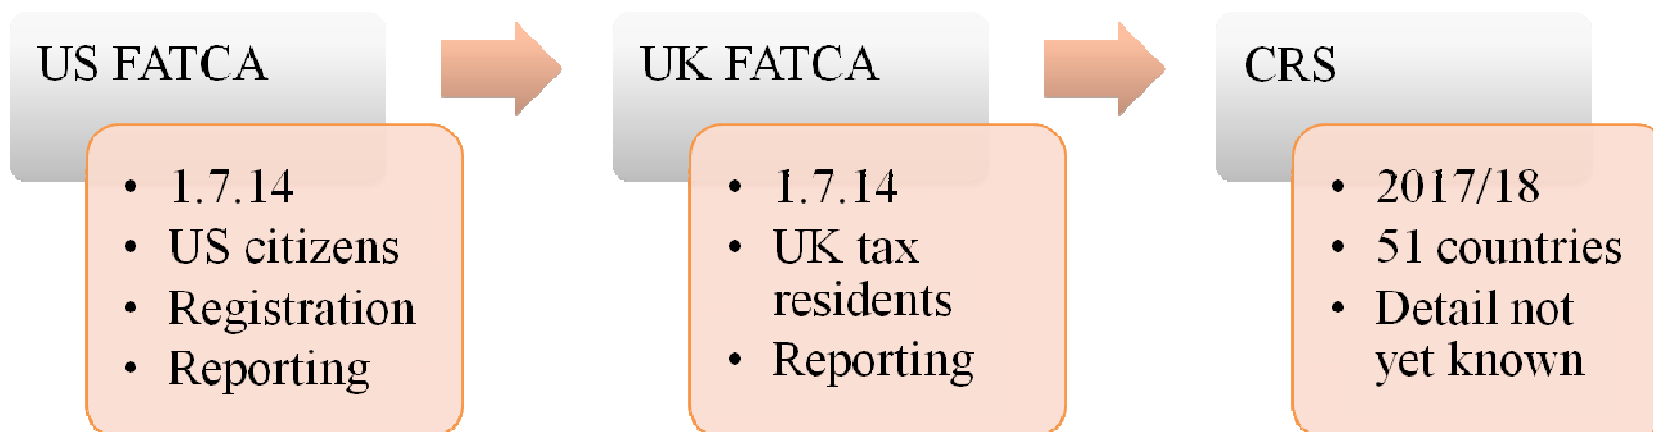 US FATCA
• 1.7.14
• US citizens
• Registration
• Reporting
UK FATCA
• 1.7.14
• UK tax
residents
• Reporting
CRS
• 2017/18
• 51 countries
• Detail not
yet known